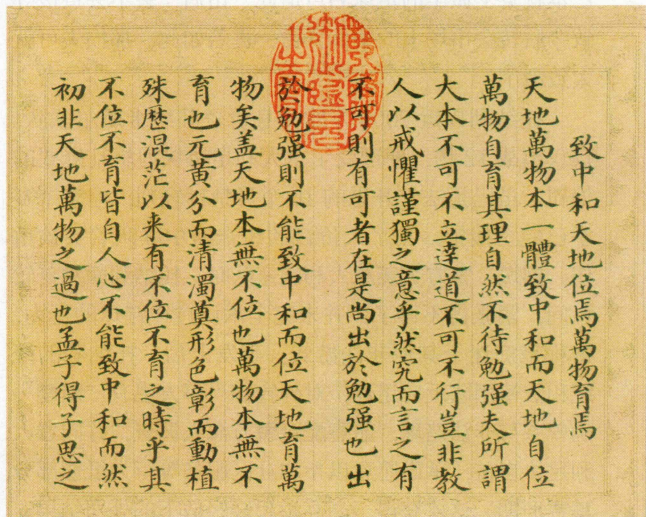 致中和天地位焉萬物育焉
天地萬物本一體致中和而天地自位
萬物自育其理自然不待勉强夫所謂
大本不可不立達道不可不行豈非教
人以戒懼謹獨之意乎然究而言之有
不可則有可者在是尚出於勉强也出
於勉强則不能致中和而位天地育萬
物矣盖天地本無不位也萬物本無不
育也元黄分而清濁奠形色彰而動植
殊歷混茫以来有不位不育之時乎其
不位不育皆自人心不能致中和而然
初非天地萬物之過也孟子得子思之